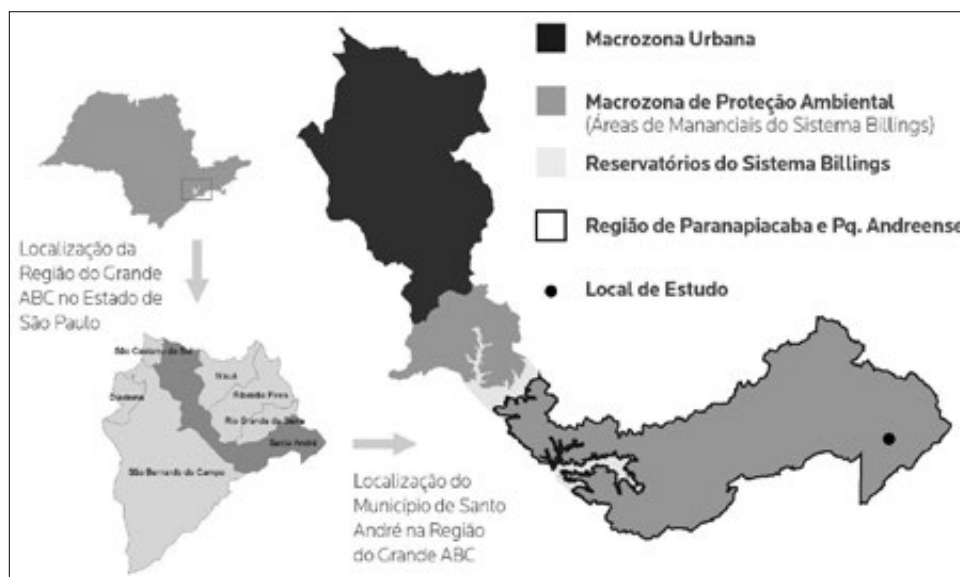 Macrozona Urbana
Macrozona de Proteção Ambiental
(Áreas de Mananciais do Sistema Billings)
Reservatórios do Sistema Billings
Região de Paranapiacaba e Pq. Andreense
Local de Estudo
Localização da
Região do Grande
ABC no Estado de
São Paulo
São Caetano do Sul
Mauá
Diadema
Ribeirão Pires
Rio Grande da Serra
Santo André
São Bernardo do Campo
Localização do
Município de Santo
André na Região
do Grande ABC